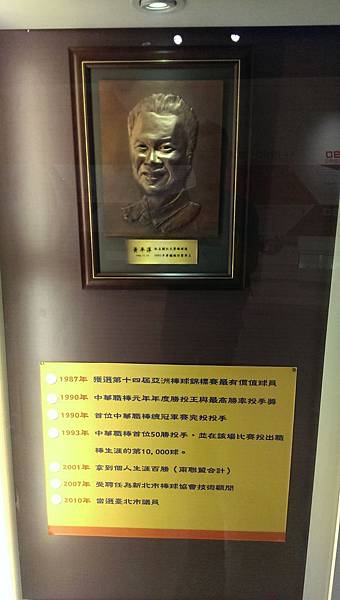 黃平洋
1987年 獲選第十四屆亞洲棒球錦標賽最有價值球員
1990年 中華職棒元年年度勝投王與最高勝率投手獎
1990年 首位中華職棒總冠軍賽完投投手
1993年 中華職棒首位50勝投手，並在該場比賽投出職
棒生涯的第10,000球。
2001年 拿到個人生涯百勝（兩聯盟合計）
2007年 受聘任為新北市棒球協會技術顧問
2010年 當選臺北市議員